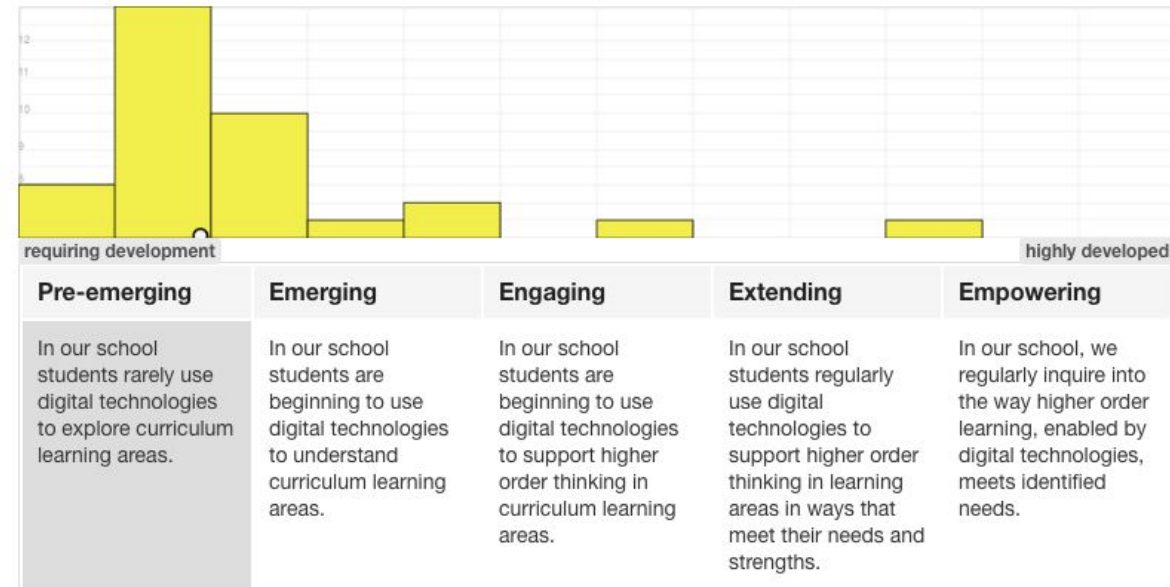 12
11
10
9
8
requiring development
highly developed
Pre-emerging
Emerging
Engaging
Extending
Empowering
In our school
students rarely use
digital technologies
to explore curriculum
learning areas.
In our school
students are
beginning to use
digital technologies
to understand
curriculum learning
areas.
In our school
students are
beginning to use
digital technologies
to support higher
order thinking in
curriculum learning
areas.
In our school
students regularly
use digital
technologies to
support higher order
thinking in learning
areas in ways that
meet their needs and
strengths.
In our school, we
regularly inquire into
the way higher order
learning, enabled by
digital technologies,
meets identified
needs.